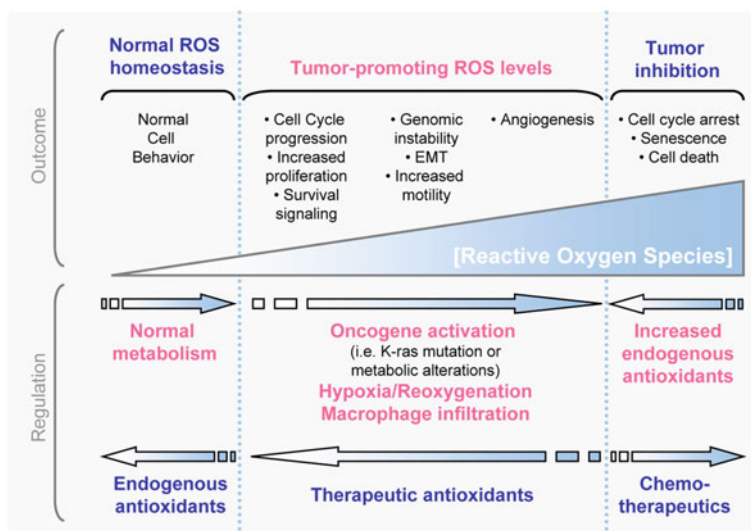 Outcome
Normal ROS
homeostasis
Tumor-promoting ROS levels
Tumor
inhibition
Normal
Cell
Behavior
• Cell Cycle
progression
• Increased
proliferation
• Survival
signaling
• Genomic
instability
• EMT
• Increased
motility
• Angiogenesis
• Cell cycle arrest
• Senescence
• Cell death
[Reactive Oxygen Species]
Regulation
Normal
metabolism
Oncogene activation
(i.e. K-ras mutation or
metabolic alterations)
Hypoxia/Reoxygenation
Macrophage infiltration
Increased
endogenous
antioxidants
Endogenous
antioxidants
Therapeutic antioxidants
Chemo-
therapeutics